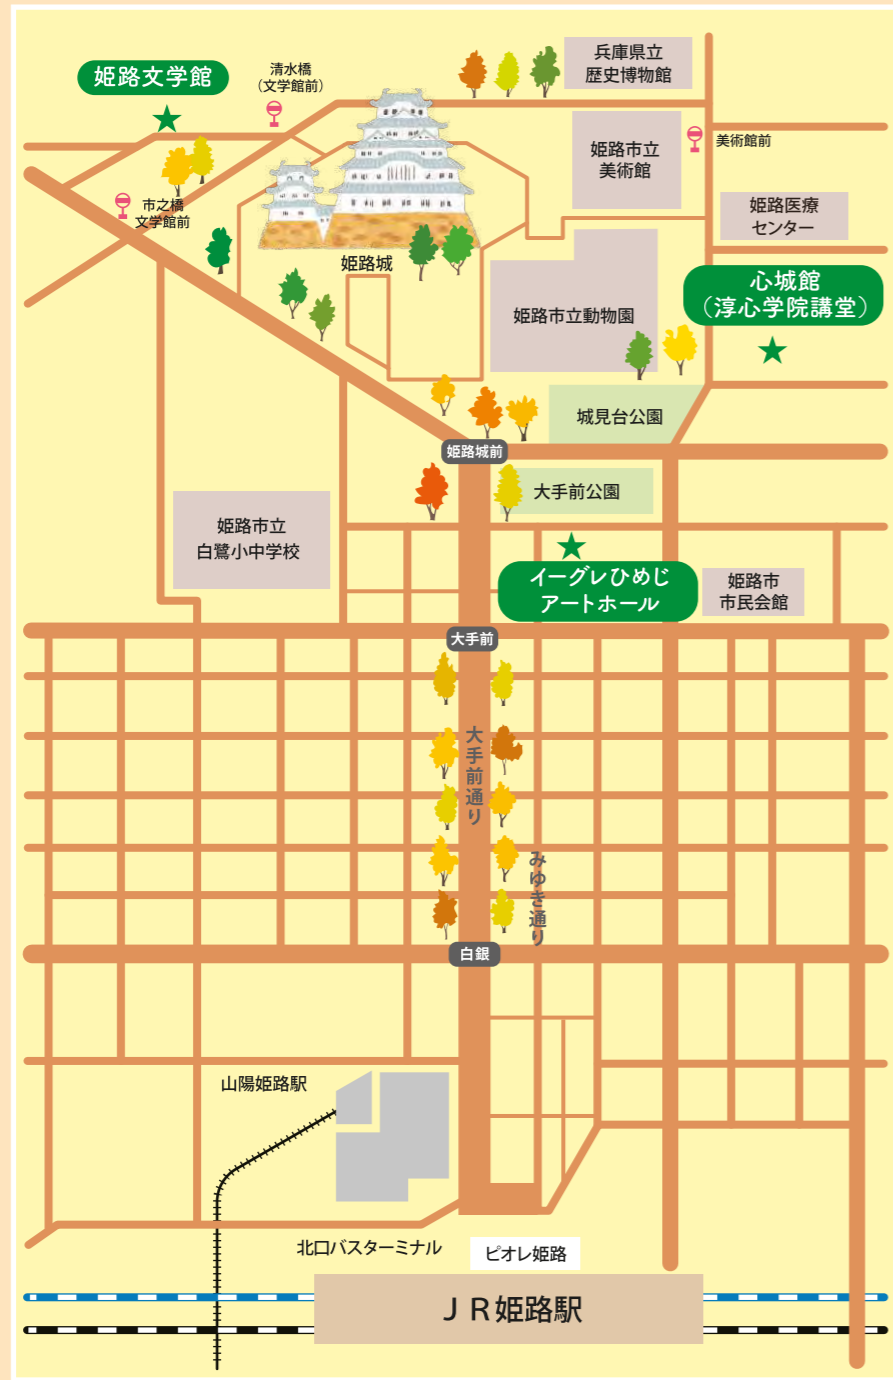 姫路文学館
清水橋
(文学館前)
兵庫県立
歴史博物館
姫路市立
美術館
美術館前
市之橋
文学館前
姫路医療
センター
姫路城
姫路市立動物園
心城館
(淳心学院講堂)
城見台公園
姫路城前
大手前公園
姫路市立
白鷺小中学校
イーグレひめじ
アートホール
姫路市
市民会館
大手前
大手前通り
みゆき通り
白銀
山陽姫路駅
北口バスターミナル
ピオレ姫路
JR姫路駅